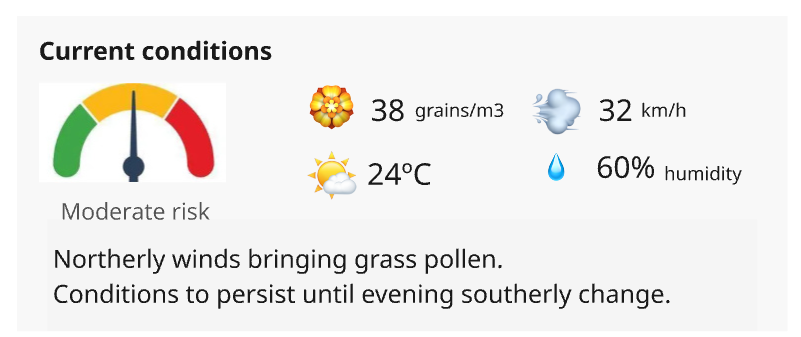 Current conditions
38 grains/m3
32 km/h
24ºC
60% humidity
Moderate risk
Northerly winds bringing grass pollen.
Conditions to persist until evening southerly change.